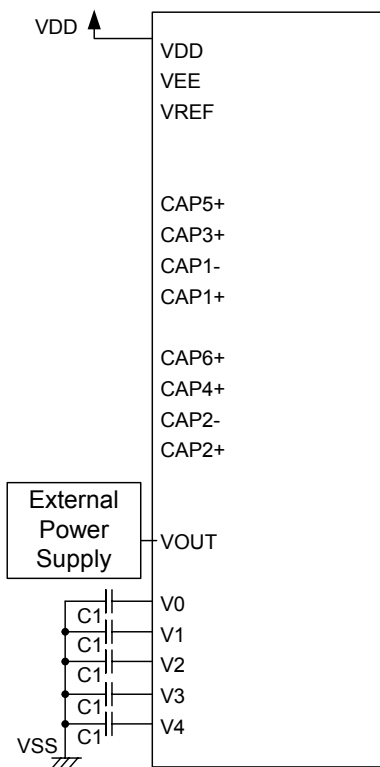 VDD
VDD
VEE
VREF
CAP5+
CAP3+
CAP1-
CAP1+
CAP6+
CAP4+
CAP2-
CAP2+
External
Power
Supply
VOUT
V0
C1
V1
C1
V2
C1
V3
C1
V4
C1
VSS